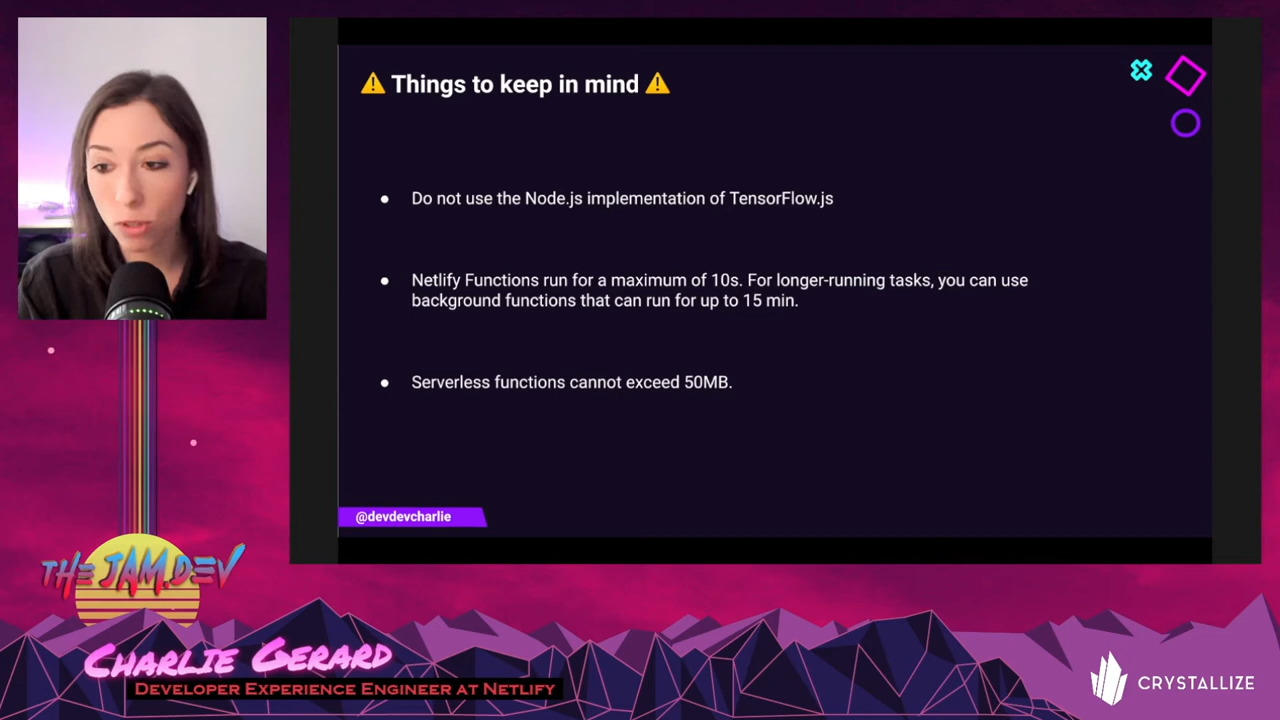 ⚠ Things to keep in mind ⚠
● Do not use the Node.js implementation of TensorFlow.js
● Netlify Functions run for a maximum of 10s. For longer-running tasks, you can use
background functions that can run for up to 15 min.
● Serverless functions cannot exceed 50MB.
@devdevcharlie
THE JAM.DEV
CHARLIE GERARD
DEVELOPER EXPERIENCE ENGINEER AT NETLIFY
CRYSTALLIZE